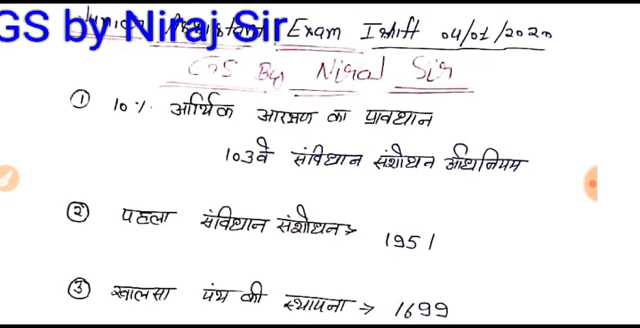 GS by Niraj Sir
Exam I shift 04/01/2020
GS By Niraj Sir
① 10% आर्थिक आरक्षण का प्रावधान
103वे संविधान संशोधन अधिनियम
② पहला संविधान संशोधन → 1951
③ खालसा पंथ की स्थापना → 1699